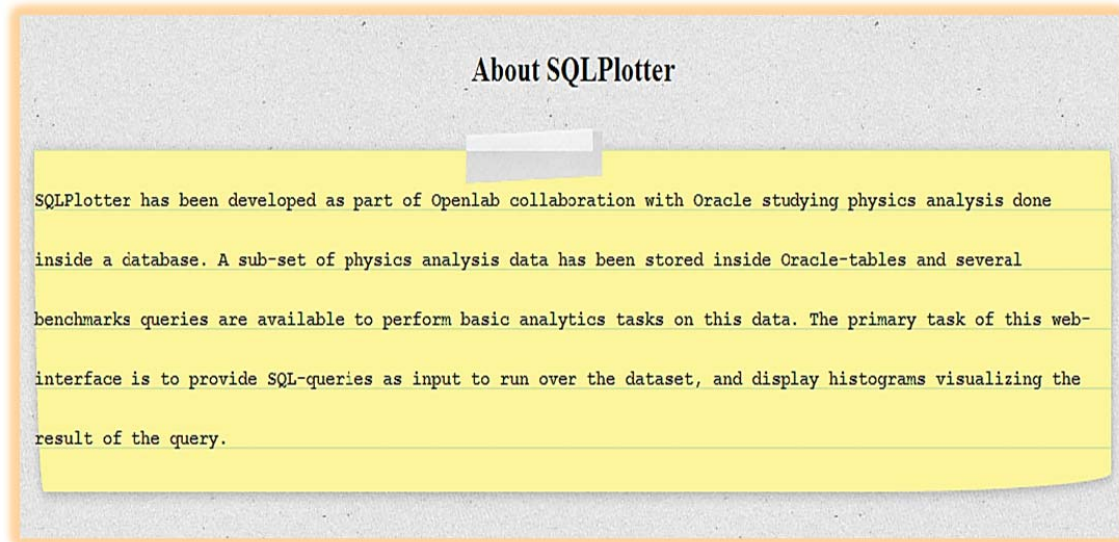 About SQLPlotter
SQLPlotter has been developed as part of Openlab collaboration with Oracle studying physics analysis done
inside a database. A sub-set of physics analysis data has been stored inside Oracle-tables and several
benchmarks queries are available to perform basic analytics tasks on this data. The primary task of this web-
interface is to provide SQL-queries as input to run over the dataset, and display histograms visualizing the
result of the query.